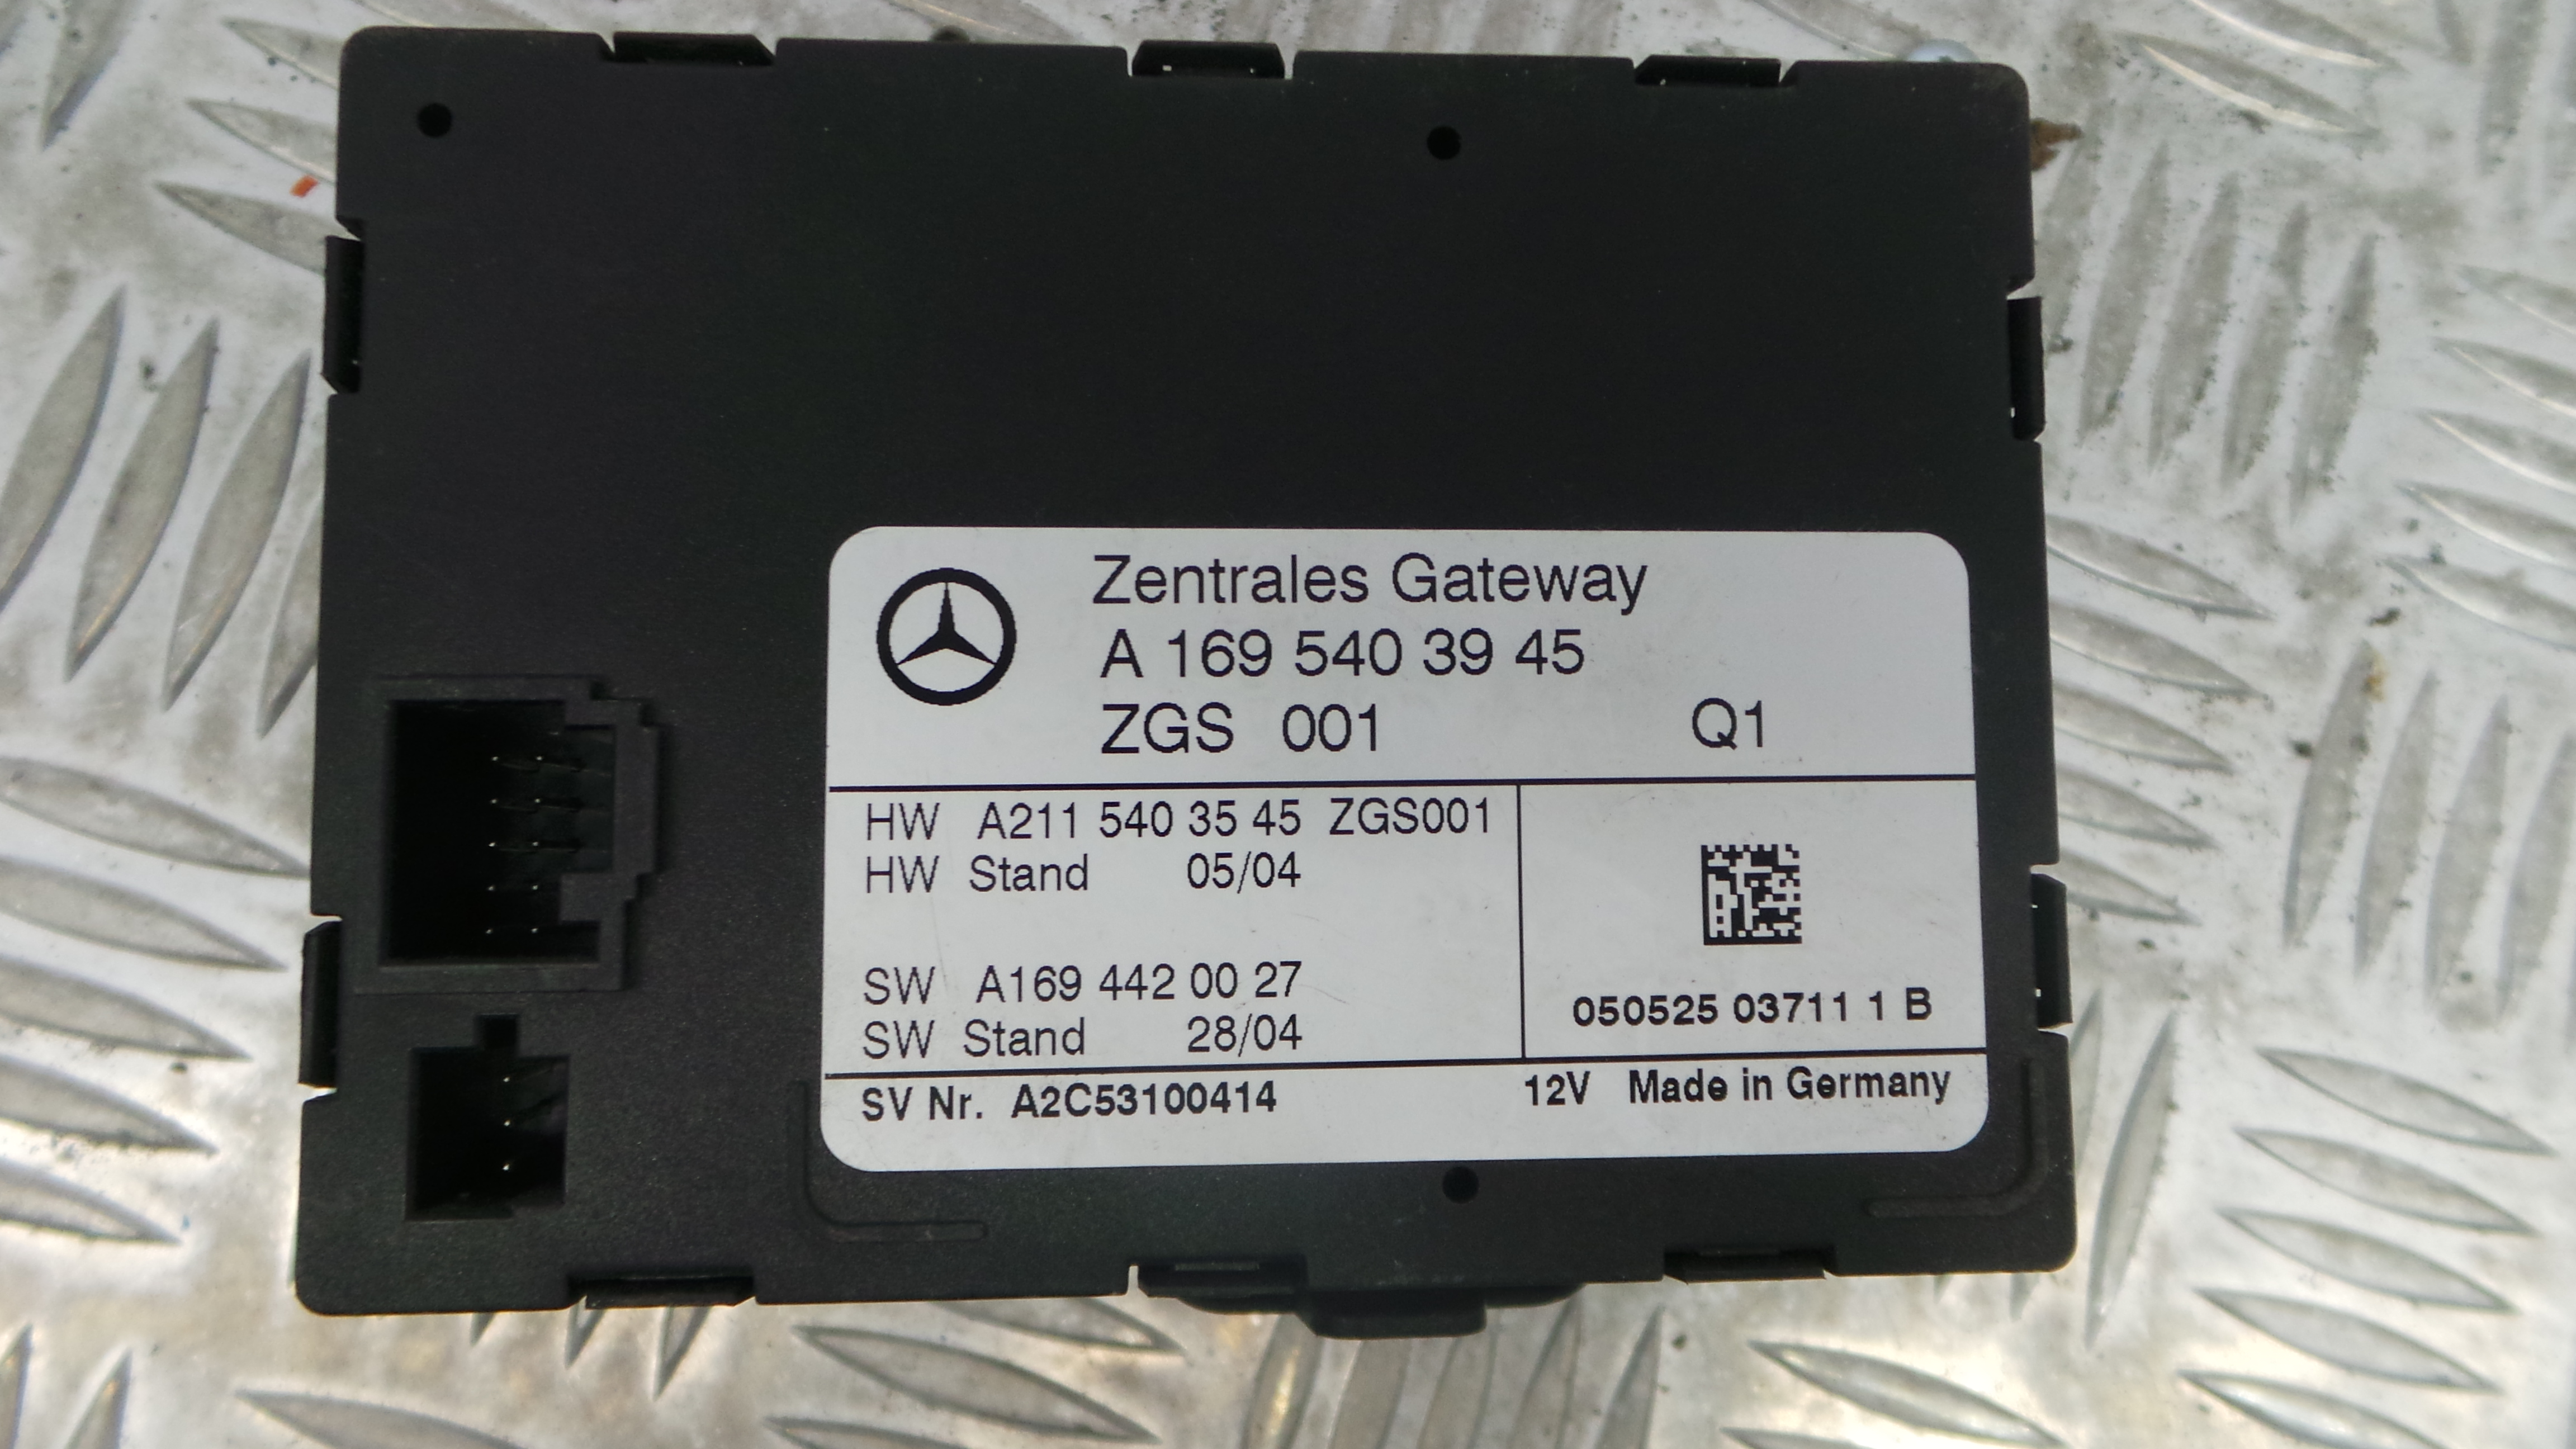 Zentrales Gateway
A 169 540 39 45
ZGS 001 Q1
HW A211 540 35 45 ZGS001
HW Stand 05/04
SW A169 442 00 27
SW Stand 28/04
050525 03711 1 B
SV Nr. A2C53100414 12V Made in Germany